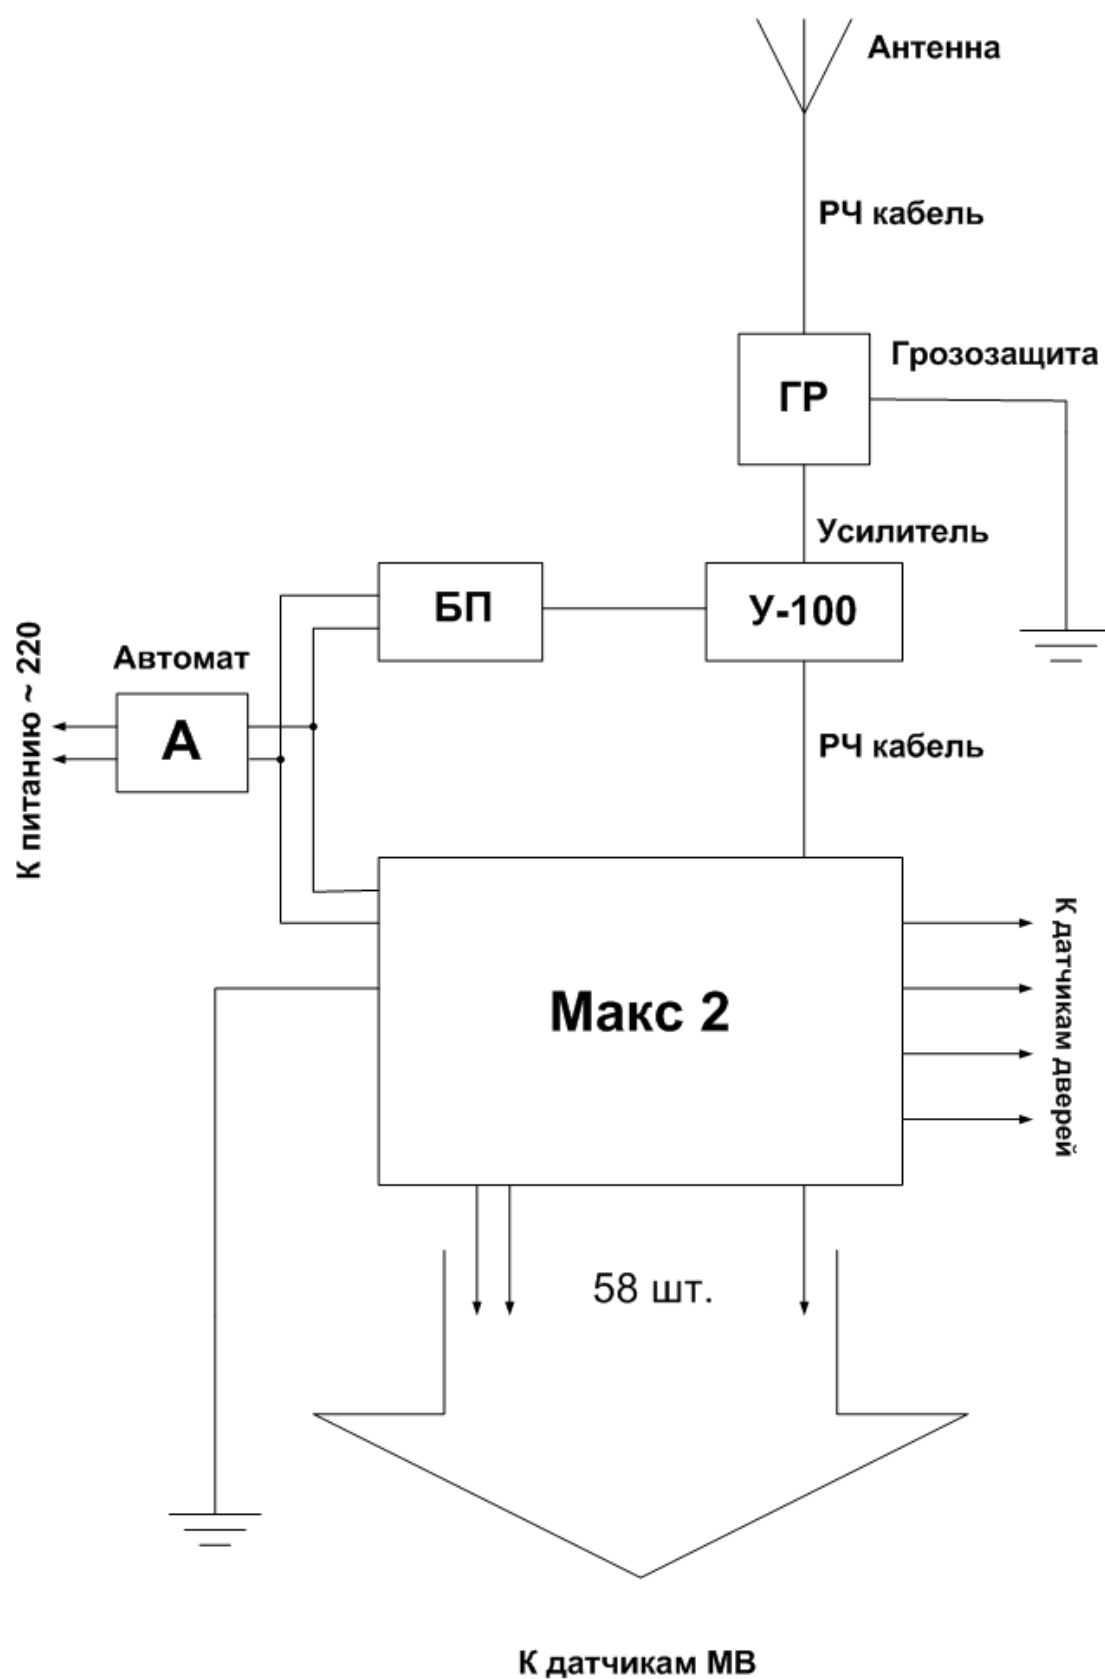 Антенна
РЧ кабель
Грозозащита
ГР
Усилитель
БП
У-100
К питанию ~ 220
Автомат
А
РЧ кабель
К датчикам дверей
Макс 2
58 шт.
К датчикам МВ